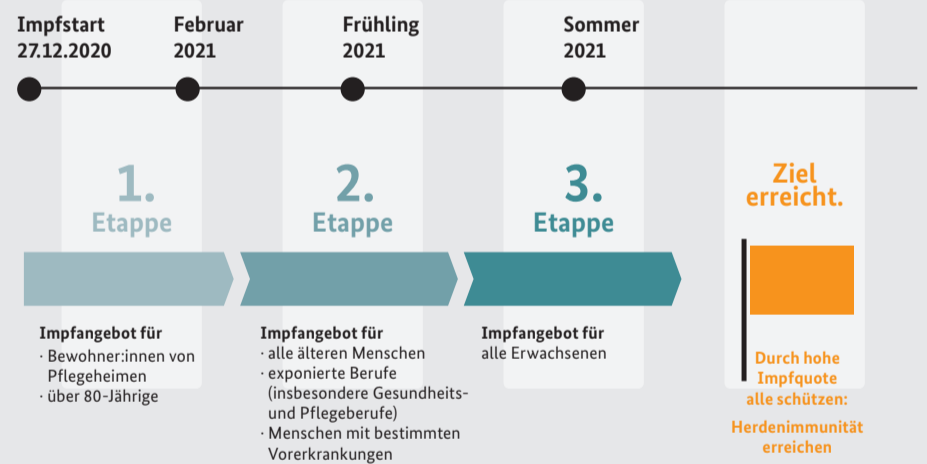 Impfstart
27.12.2020
Februar
2021
Frühling
2021
Sommer
2021
1.
Etappe
2.
Etappe
3.
Etappe
Ziel
erreicht.
Impfangebot für
· Bewohner:innen von
Pflegeheimen
· über 80-Jährige
Impfangebot für
· alle älteren Menschen
· exponierte Berufe
(insbesondere Gesundheits-
und Pflegeberufe)
· Menschen mit bestimmten
Vorerkrankungen
Impfangebot für
alle Erwachsenen
Durch hohe
Impfquote
alle schützen:
Herdenimmunität
erreichen